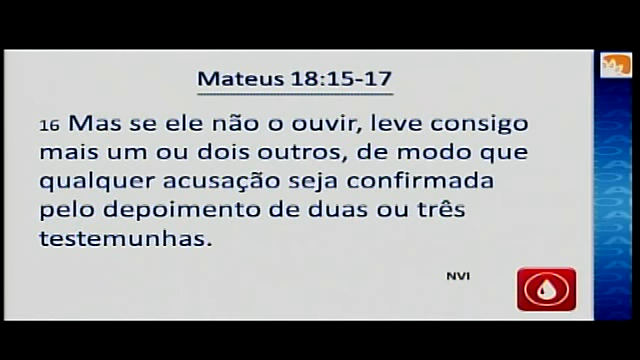 Mateus 18:15-17
16 Mas se ele não o ouvir, leve consigo
mais um ou dois outros, de modo que
qualquer acusação seja confirmada
pelo depoimento de duas ou três
testemunhas.
NVI